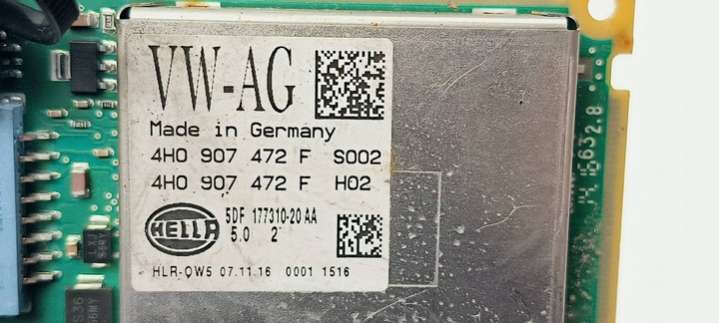 VW-AG
Made in Germany
4H0 907 472 F S002
4H0 907 472 F H02
HELLA
5DF 177310-20 AA
5.0 2
HLR-OW5 07.11.16 0001 1516